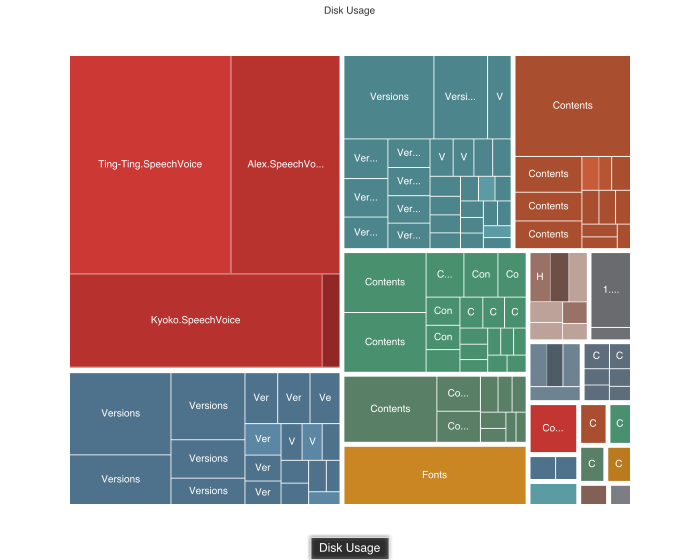 Disk Usage
Ting-Ting.SpeechVoice
Alex.SpeechVo...
Kyoko.SpeechVoice
Versions
Versi...
V
Ver...
Ver...
V
V
Ver...
Ver...
Ver...
Ver...
Ver...
Contents
Contents
Contents
Contents
Contents
C...
Con
Co
Con
C
C
C
Contents
Con
H
1....
C
C
Versions
Versions
Ver
Ver
Ve
Ver
V
V
Versions
Versions
Ver
Versions
Ver
Contents
Co...
Co...
Fonts
Co...
C
C
C
C
Disk Usage